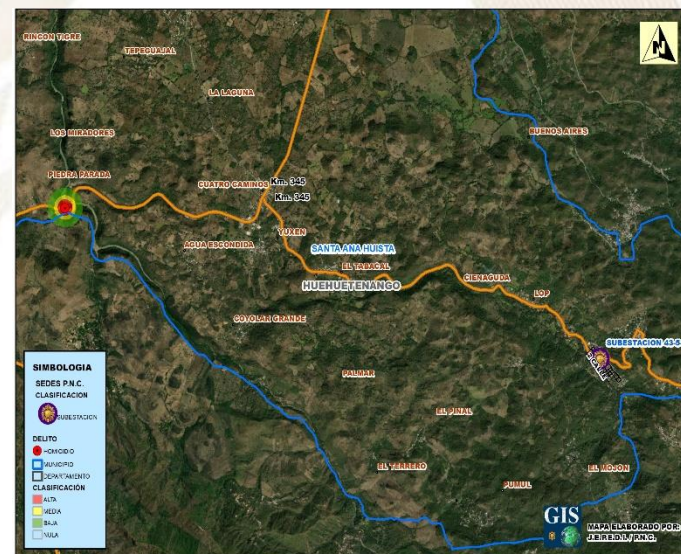 RINCON TIGRE
TEPEGUAJAL
LA LAGUNA
LOS MIRADORES
BUENOS AIRES
PIEDRA PARADA
CUATRO CAMINOS
Km. 345
Km. 345
YUXEN
AGUA ESCONDIDA
SANTA ANA HUISTA
EL TABACAL
CIENAGUDA
HUEHUETENANGO
LOP
COYOLAR GRANDE
SUBESTACION 43-5
PALMAR
EL PINAL
EL TERRERO
PUMUL
EL MOJON
SIMBOLOGIA
SEDES P.N.C.
CLASIFICACION
SUBESTACION
DELITO
HOMICIDIO
MUNICIPIO
DEPARTAMENTO
CLASIFICACIÓN
ALTA
MEDIA
BAJA
NULA
N
GIS
MAPA ELABORADO POR:
J.E.RE.D.I. / P.N.C.